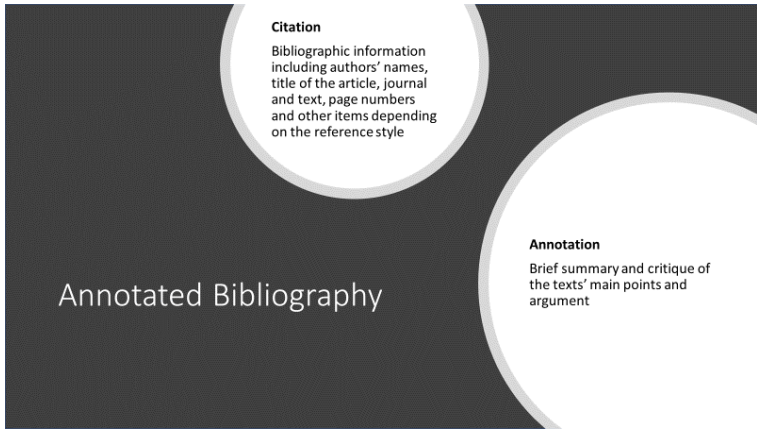 Citation
Bibliographic information
including authors' names,
title of the article, journal
and text, page numbers
and other items depending
on the reference style
Annotated Bibliography
Annotation
Brief summary and critique of
the texts' main points and
argument